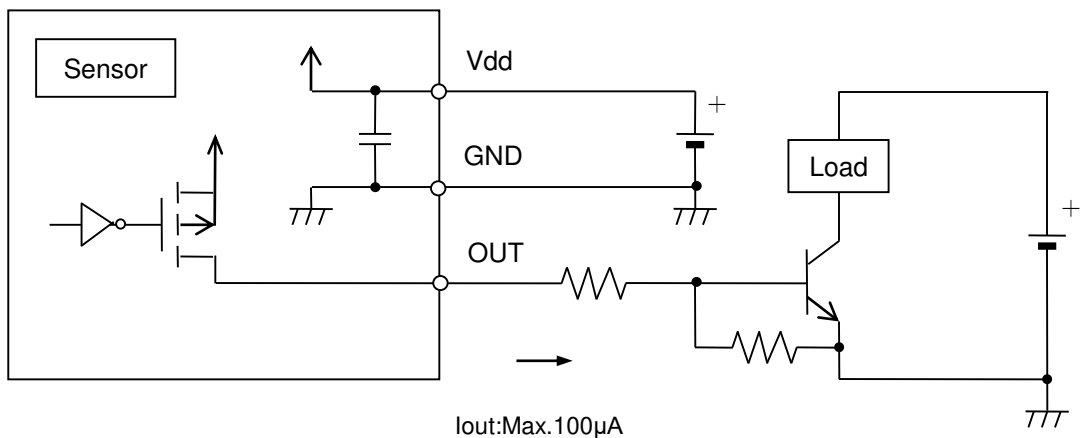 Sensor
Vdd
+
GND
Load
+
OUT
Iout:Max.100µA